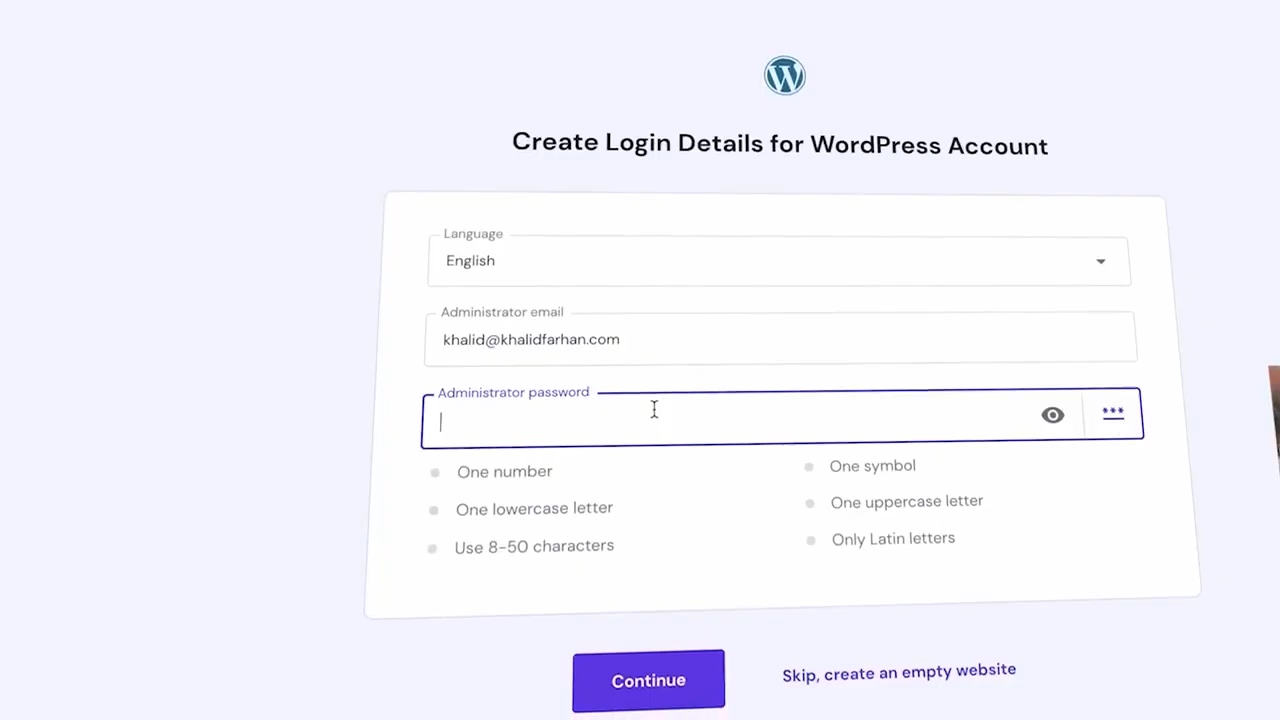 Create Login Details for WordPress Account
Language
English
Administrator email
khalid@khalidfarhan.com
Administrator password
***
One number
One symbol
One lowercase letter
One uppercase letter
Use 8-50 characters
Only Latin letters
Continue
Skip, create an empty website